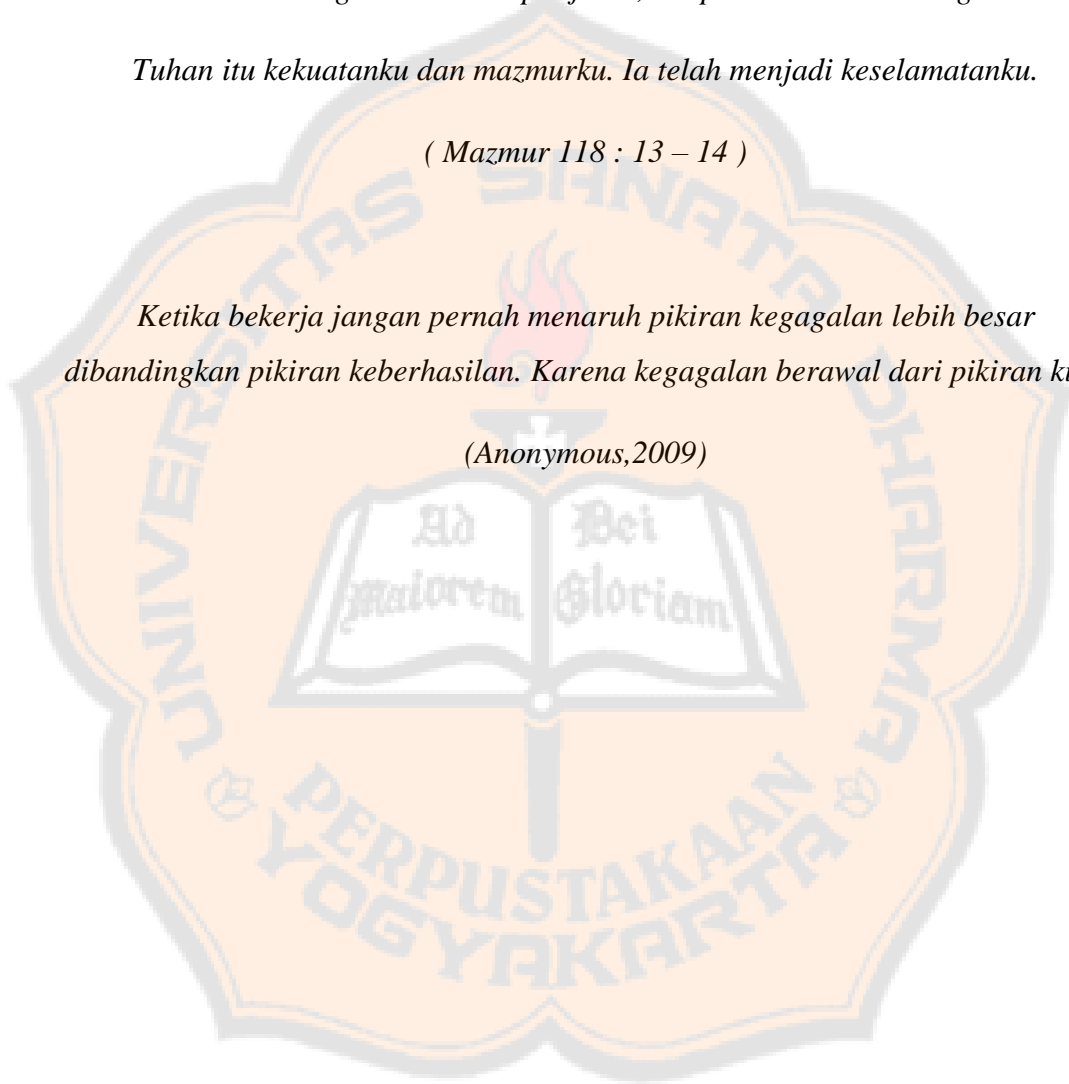 Tuhan itu kekuatanku dan mazmurku. Ia telah menjadi keselamatanku.
( Mazmur 118 : 13 – 14 )
Ketika bekerja jangan pernah menaruh pikiran kegagalan lebih besar
dibandingkan pikiran keberhasilan. Karena kegagalan berawal dari pikiran
(Anonymous,2009)
UNIVERSITAS SANATA DHARMA
Ad Dei
Maiorem Gloriam
PERPUSTAKAAN
YOGYAKARTA